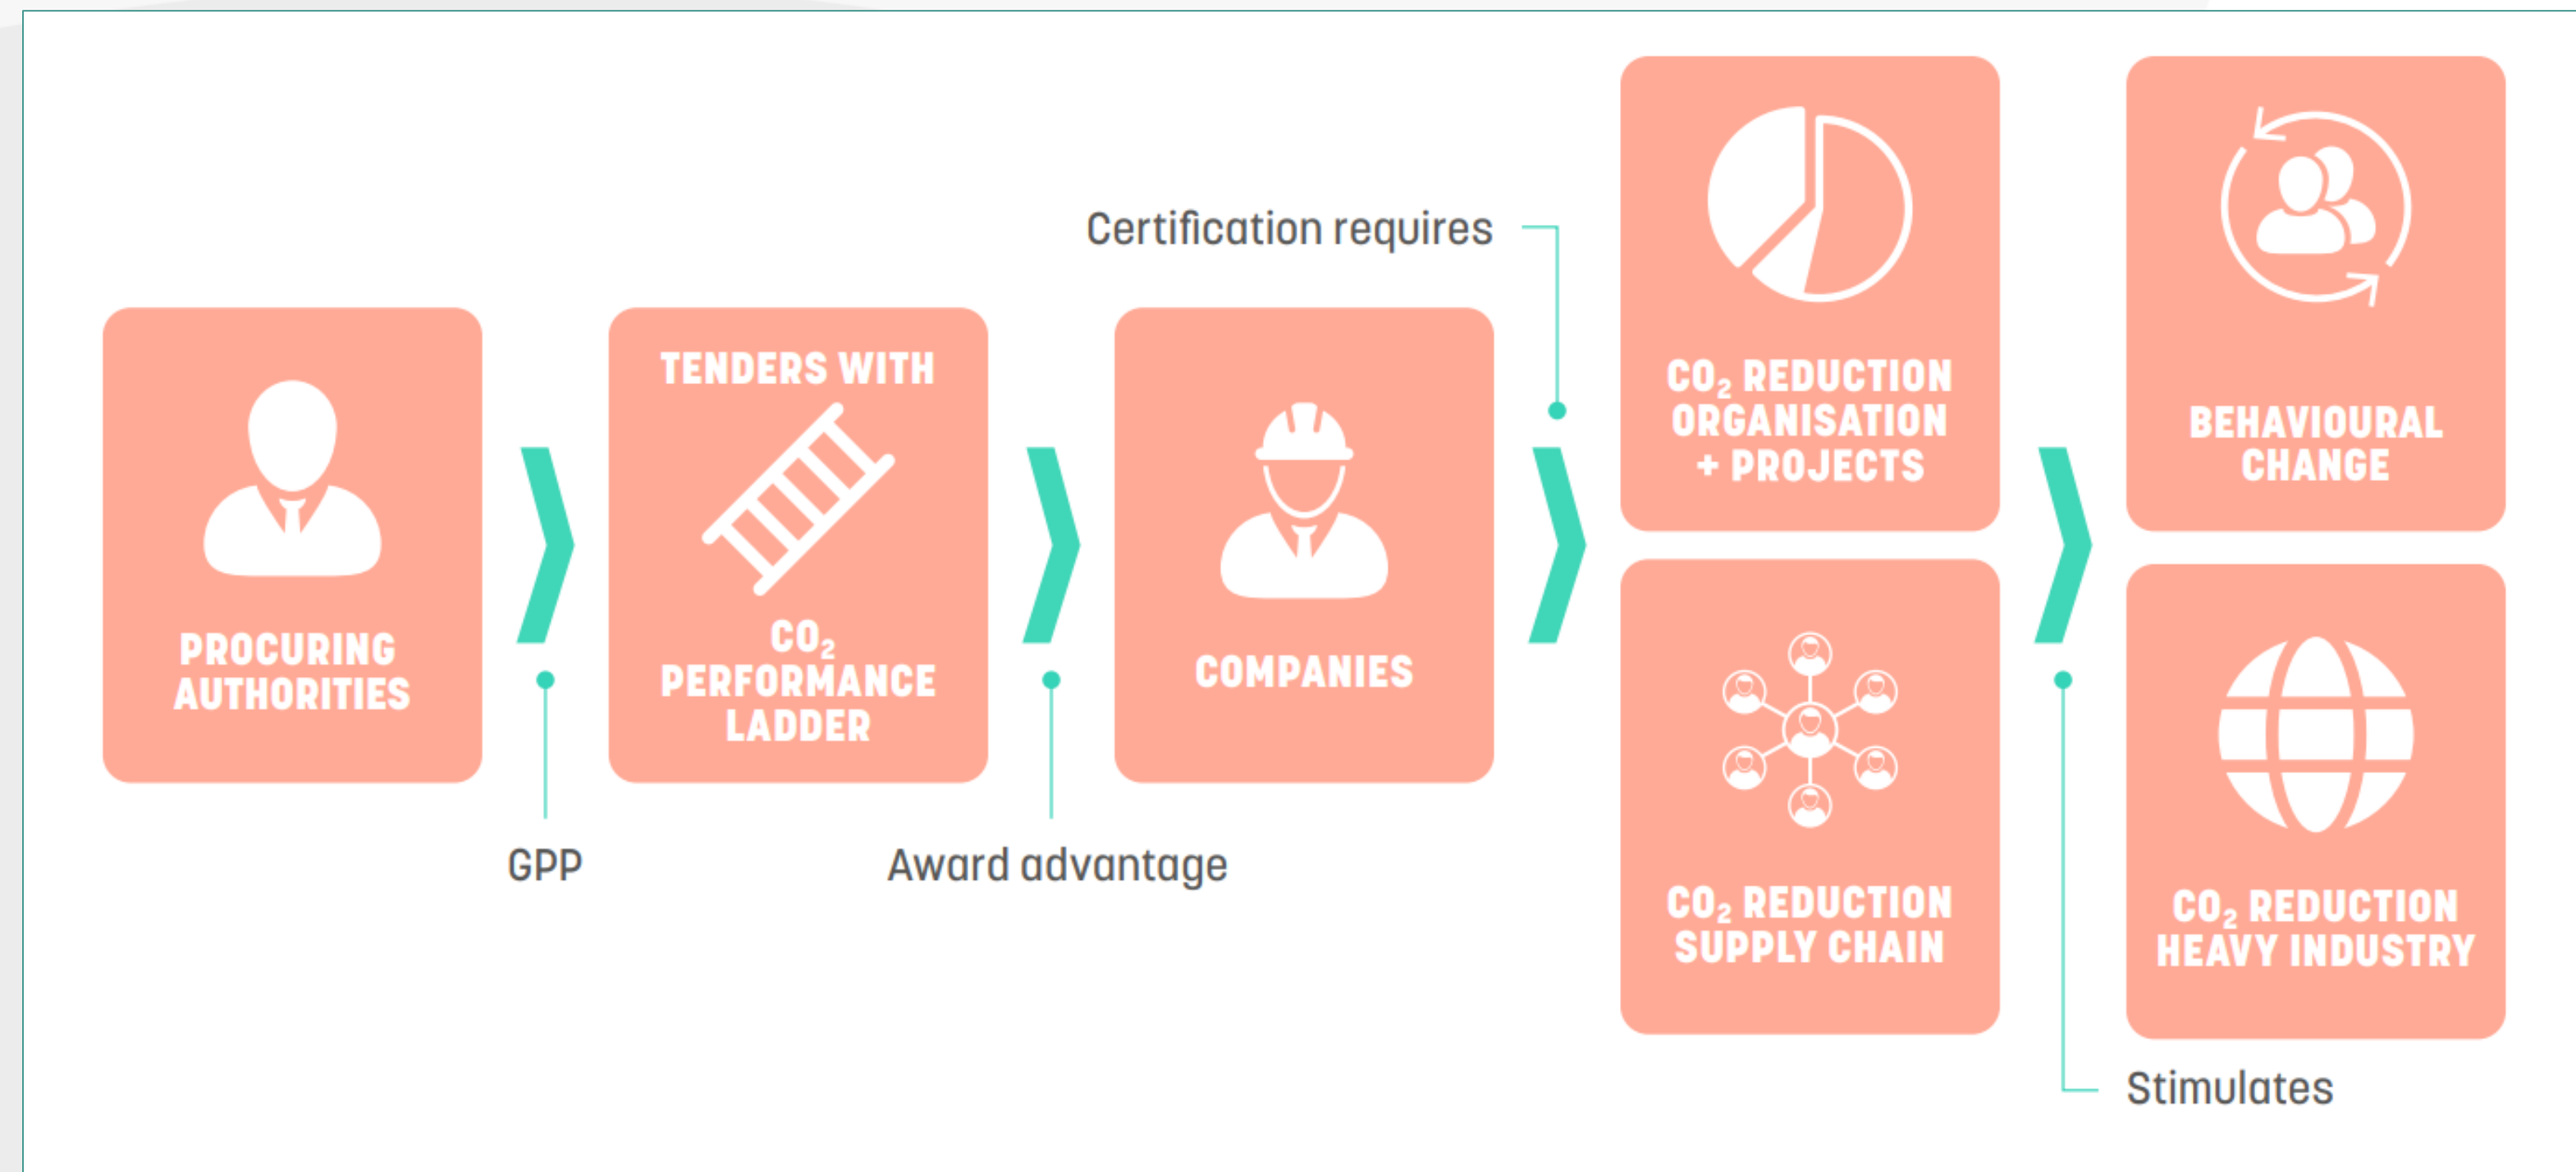 PROCURING
AUTHORITIES
GPP
TENDERS WITH
CO₂
PERFORMANCE
LADDER
Award advantage
COMPANIES
Certification requires
CO₂ REDUCTION
ORGANISATION
+ PROJECTS
CO₂ REDUCTION
SUPPLY CHAIN
Stimulates
BEHAVIOURAL
CHANGE
CO₂ REDUCTION
HEAVY INDUSTRY